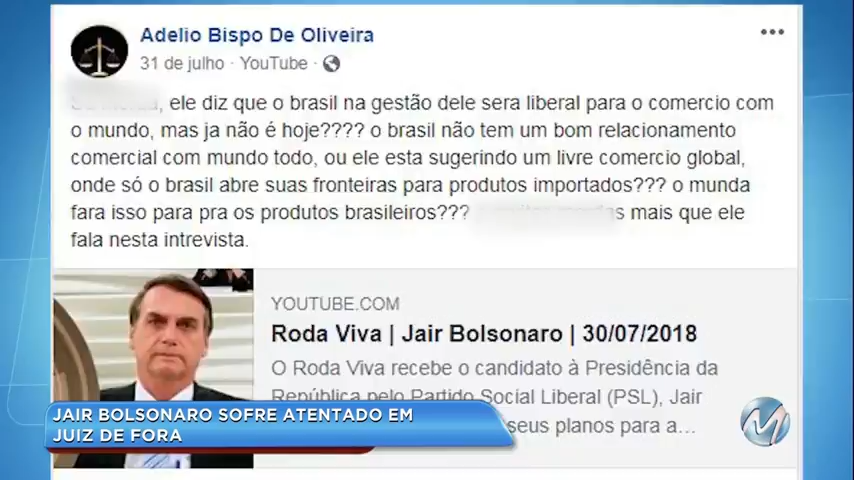 Adelio Bispo De Oliveira
31 de julho · YouTube ·
, ele diz que o brasil na gestão dele sera liberal para o comercio com
o mundo, mas ja não é hoje???? o brasil não tem um bom relacionamento
comercial com mundo todo, ou ele esta sugerindo um livre comercio global,
onde só o brasil abre suas fronteiras para produtos importados??? o munda
fara isso para pra os produtos brasileiros??? mais que ele
fala nesta intrevista.
YOUTUBE.COM
Roda Viva | Jair Bolsonaro | 30/07/2018
O Roda Viva recebe o candidato à Presidência da
República pelo Partido Social Liberal (PSL), Jair
seus planos para a...
JAIR BOLSONARO SOFRE ATENTADO EM
JUIZ DE FORA
M